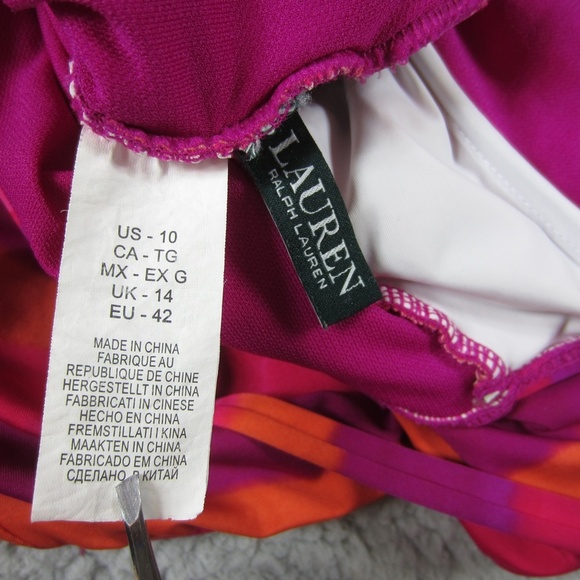 LAUREN
RALPH LAUREN
US - 10
CA - TG
MX - EX G
UK - 14
EU - 42
MADE IN CHINA
FABRIQUE AU
REPUBLIQUE DE CHINE
HERGESTELLT IN CHINA
FABBRICATI IN CINESE
HECHO EN CHINA
FREMSTILLATI I KINA
MAAKTEN IN CHINA
FABRICADO EM CHINA
СДЕЛАНО В КИТАЙ